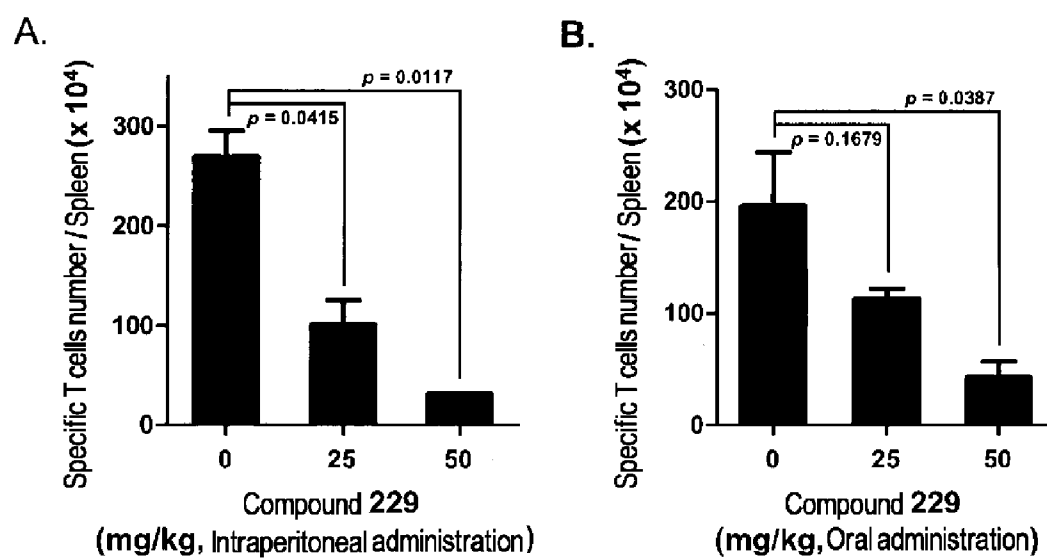 A.
Specific T cells number / Spleen (x 10⁴)
300
200
100
0
p = 0.0117
p = 0.0415
0 25 50
Compound 229
(mg/kg, Intraperitoneal administration)
B.
Specific T cells number / Spleen (x 10⁴)
300
200
100
0
p = 0.0387
p = 0.1679
0 25 50
Compound 229
(mg/kg, Oral administration)